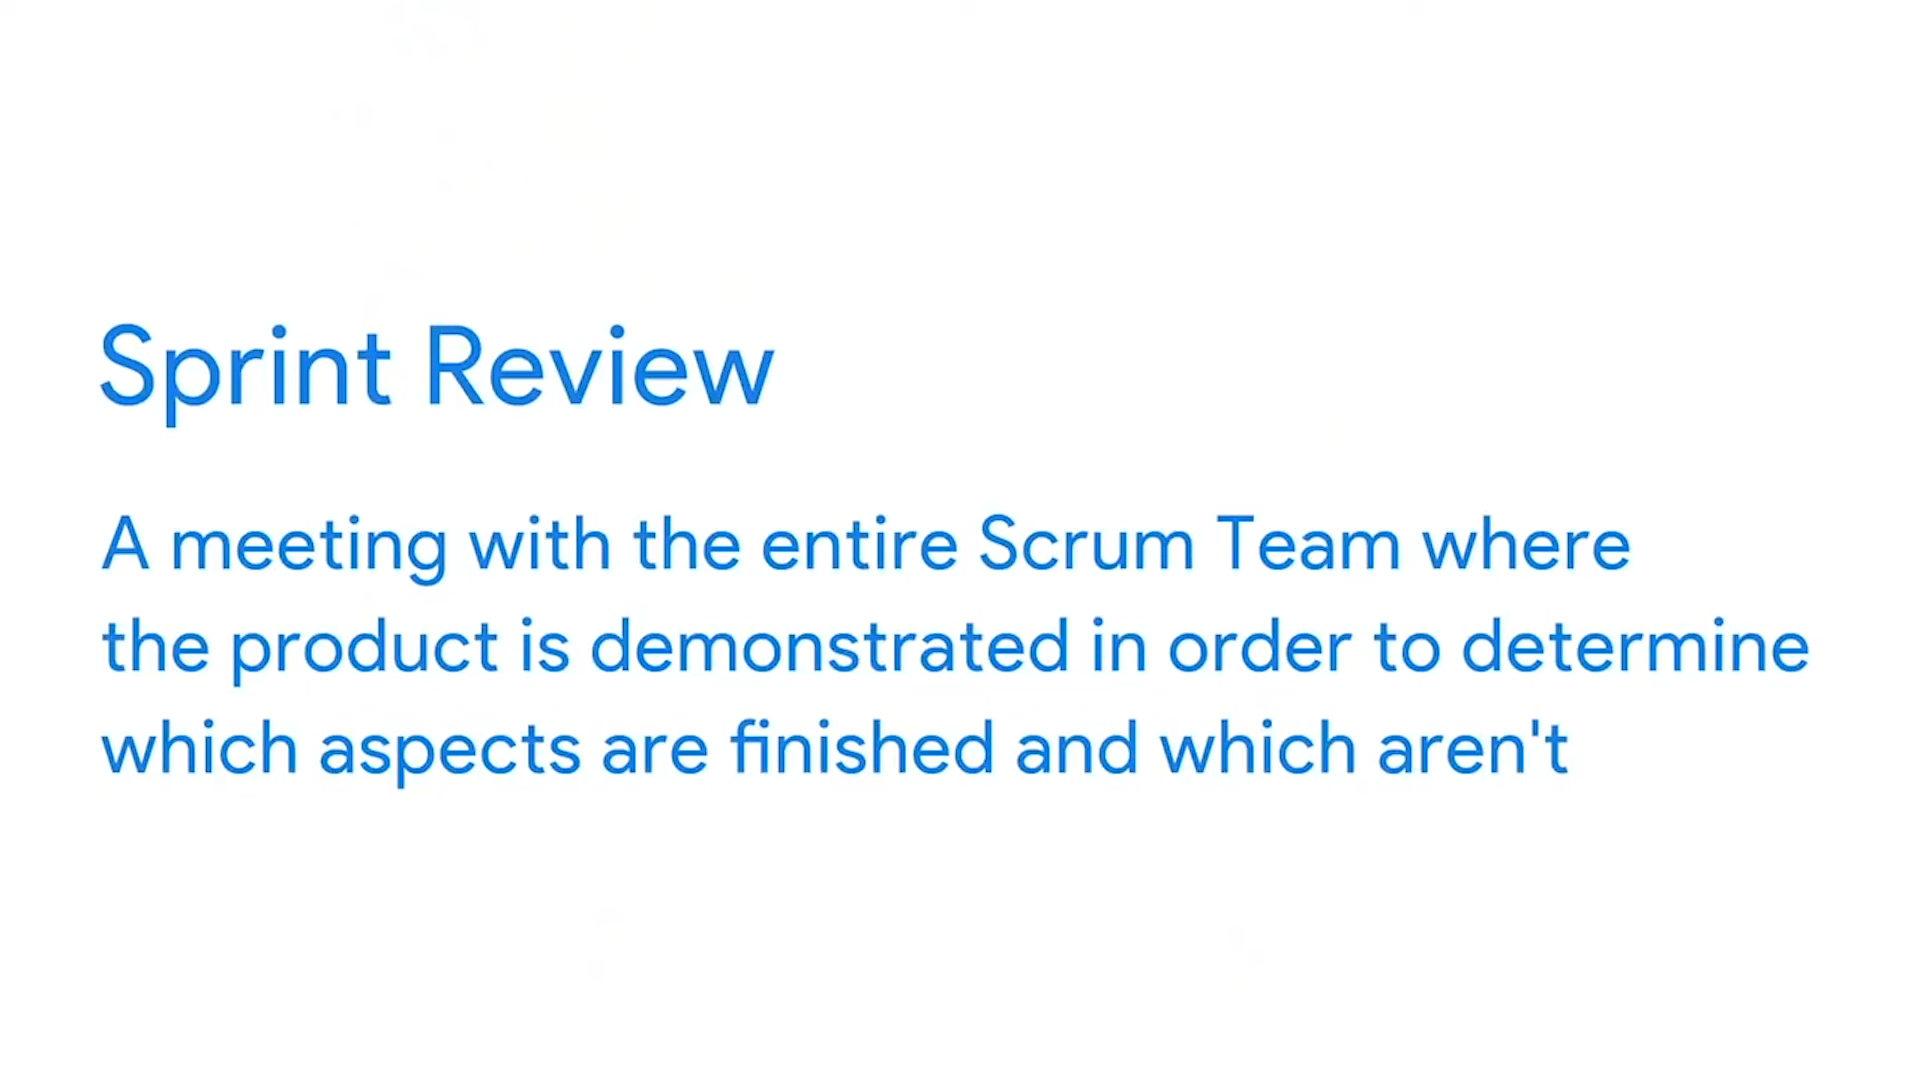 Sprint Review
A meeting with the entire Scrum Team where
the product is demonstrated in order to determine
which aspects are finished and which aren't